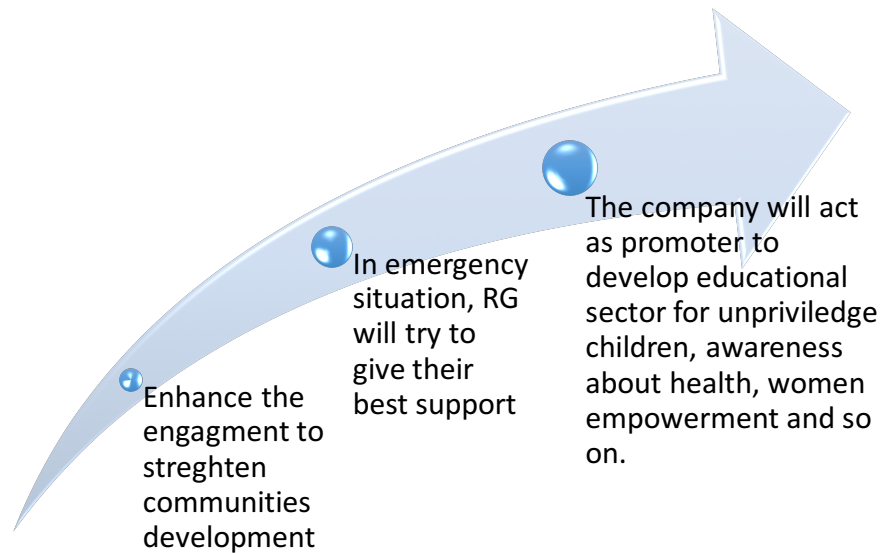 Enhance the
engagment to
streghten
communities
development
In emergency
situation, RG
will try to
give their
best support
The company will act
as promoter to
develop educational
sector for unpriviledge
children, awareness
about health, women
empowerment and so
on.